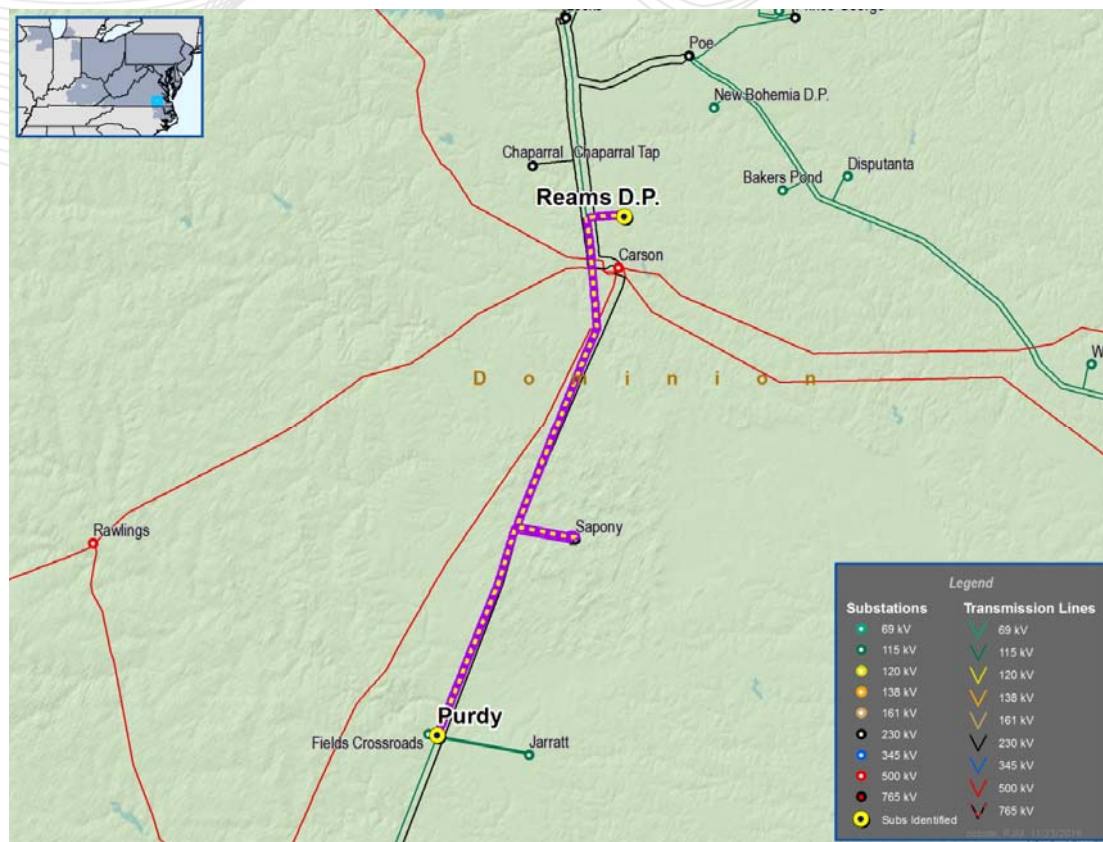 Poe
New Bohemia D.P.
Chaparral
Chaparral Tap
Bakers Pond
Disputanta
Reams D.P.
Carson
Dominion
Rawlings
Sapony
Purdy
Fields Crossroads
Jarratt
Legend
Substations
Transmission Lines
69 kV
69 kV
115 kV
115 kV
120 kV
120 kV
138 kV
138 kV
161 kV
161 kV
230 kV
230 kV
345 kV
345 kV
500 kV
500 kV
765 kV
765 kV
Subs Identified